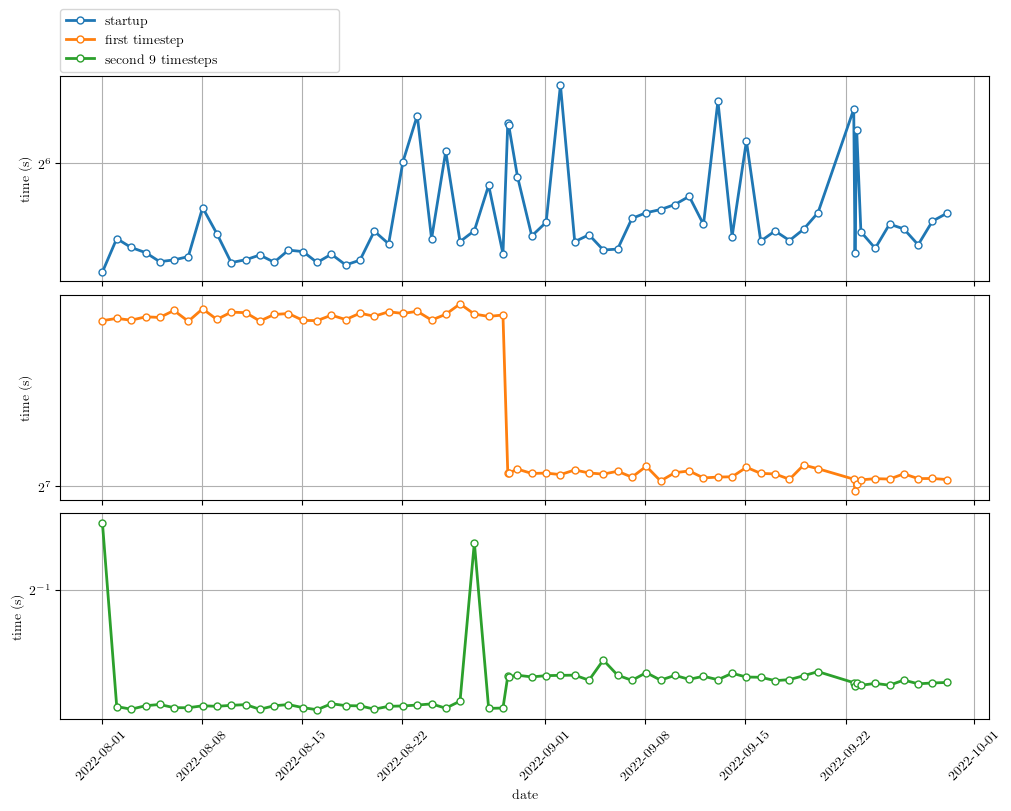 startup
first timestep
second 9 timesteps
time (s)
2^6
time (s)
2^7
time (s)
2^{-1}
2022-08-01
2022-08-08
2022-08-15
2022-08-22
2022-09-01
2022-09-08
2022-09-15
2022-09-22
2022-10-01
date